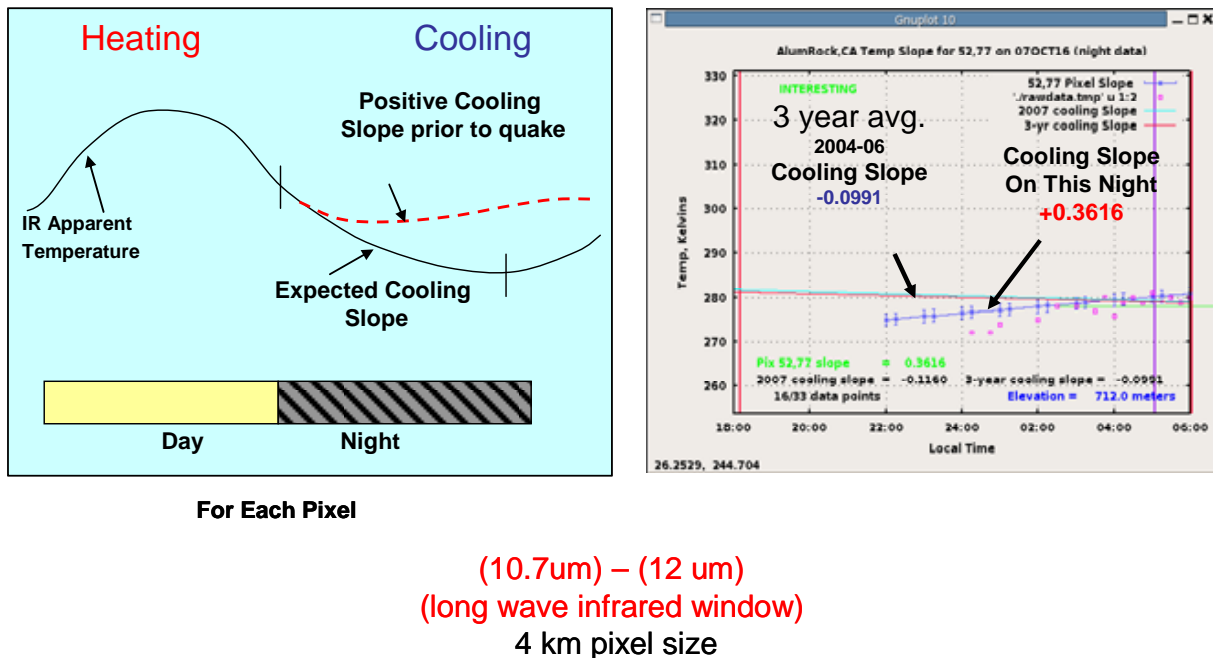 Heating
Cooling
Positive Cooling
Slope prior to quake
IR Apparent
Temperature
Expected Cooling
Slope
Day
Night
For Each Pixel
Gnuplot 10
AlumRock,CA Temp Slope for 52,77 on 07OCT16 (night data)
INTERESTING
52,77 Pixel Slope
'./rawdata.tmp' u 1:2
2007 cooling Slope
3-yr cooling Slope
3 year avg.
2004-06
Cooling Slope
-0.0991
Cooling Slope
On This Night
+0.3616
Temp, Kelvins
330
320
310
300
290
280
270
260
Pix 52,77 slope = 0.3616
2007 cooling slope = -0.1160 3-year cooling slope = -0.0991
16/33 data points
Elevation = 712.0 meters
18:00 20:00 22:00 24:00 02:00 04:00 06:00
Local Time
26.2529, 244.704
(10.7um) – (12 um)
(long wave infrared window)
4 km pixel size